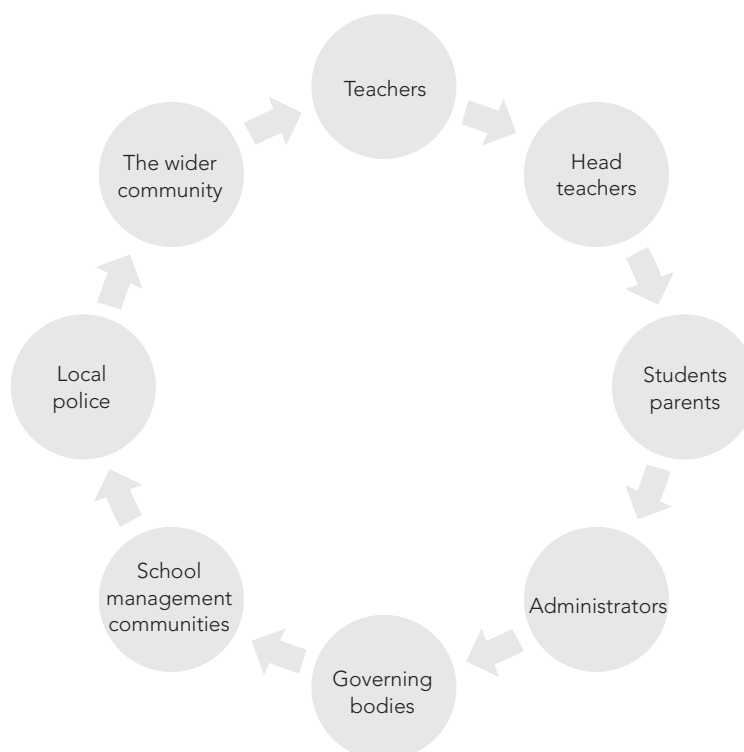 Teachers
Head
teachers
Students
parents
Administrators
Governing
bodies
School
management
communities
Local
police
The wider
community